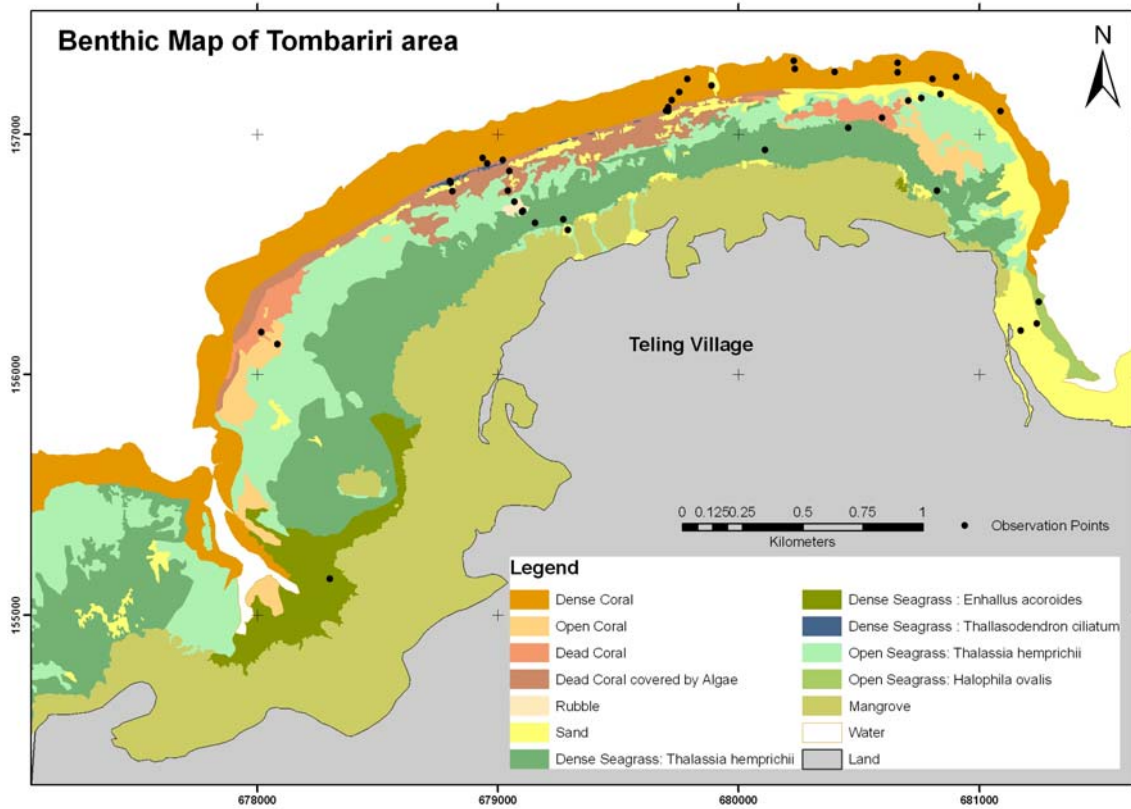 Benthic Map of Tombariri area
N
157000
156000
155000
Teling Village
0 0.1250.25 0.5 0.75 1
Kilometers
Observation Points
Legend
Dense Coral
Open Coral
Dead Coral
Dead Coral covered by Algae
Rubble
Sand
Dense Seagrass: Thalassia hemprichii
Dense Seagrass : Enhallus acoroides
Dense Seagrass : Thallasodendron ciliatum
Open Seagrass: Thalassia hemprichii
Open Seagrass: Halophila ovalis
Mangrove
Water
Land
678000 679000 680000 681000